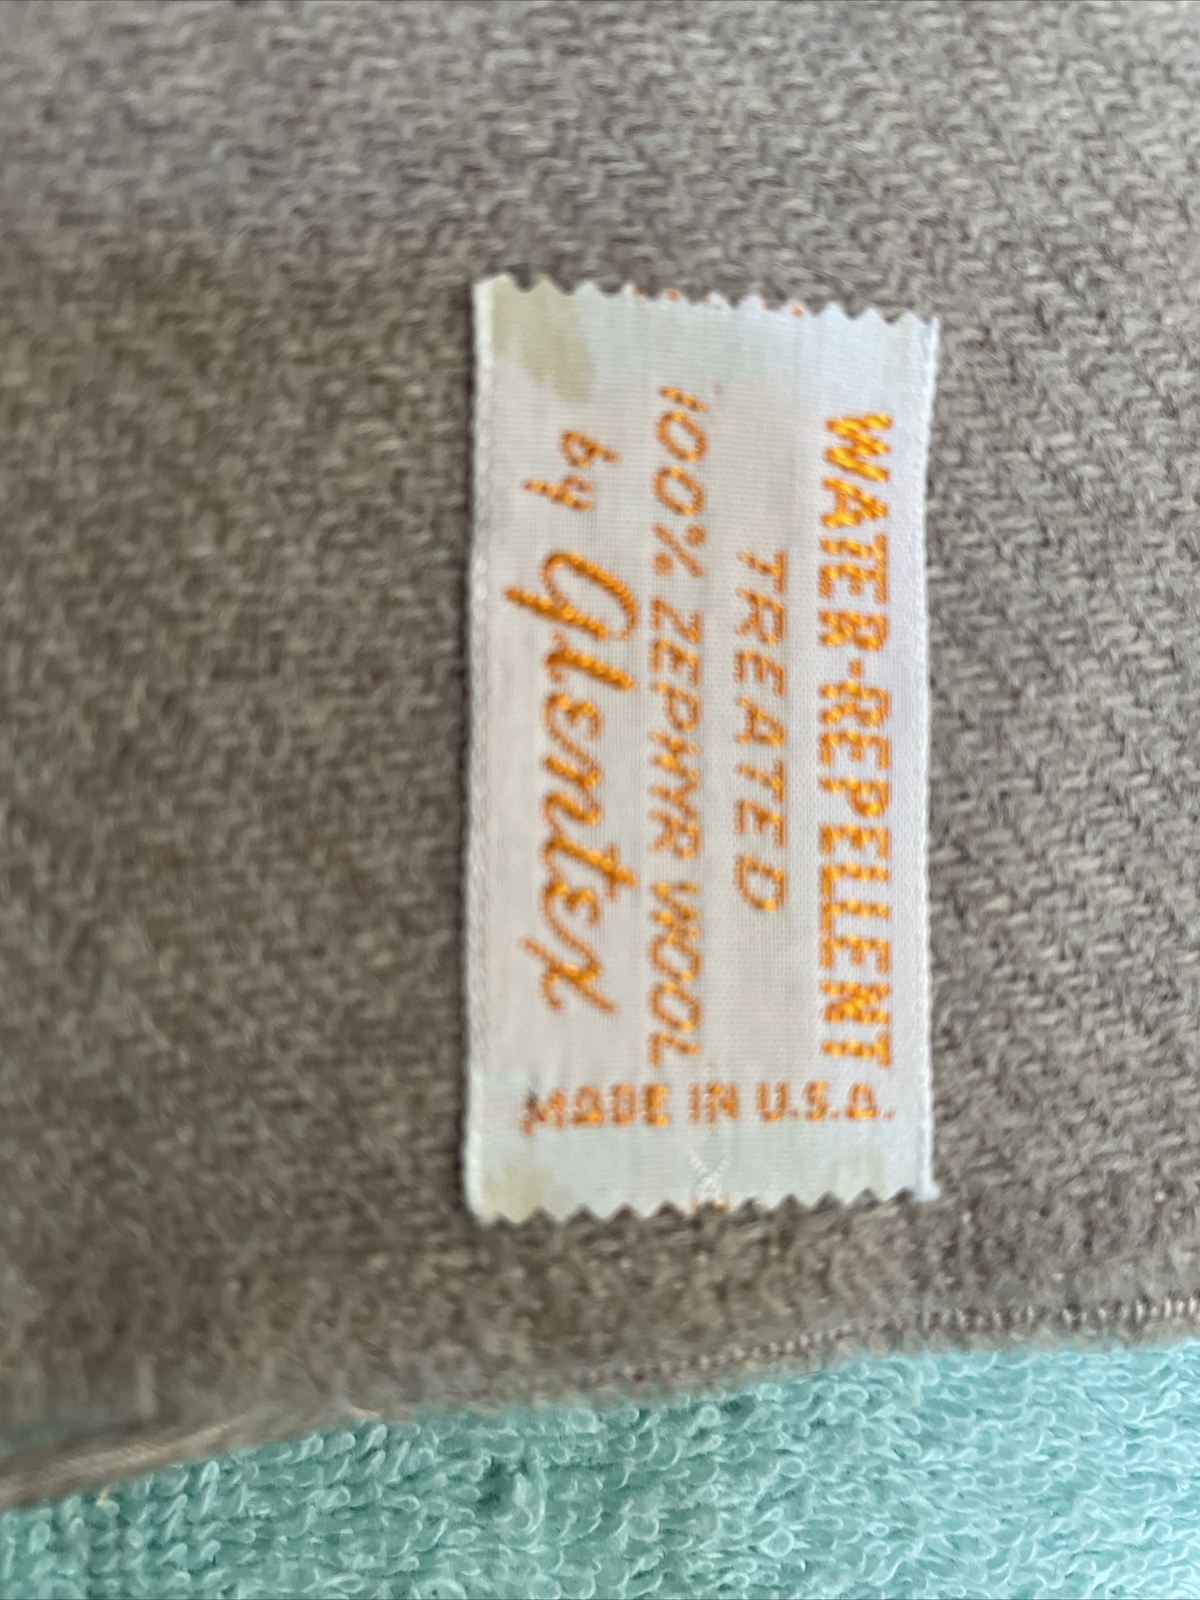 WATER-REPELLENT
TREATED
100% ZEPHYR WOOL
by Glentex
MADE IN U.S.A.